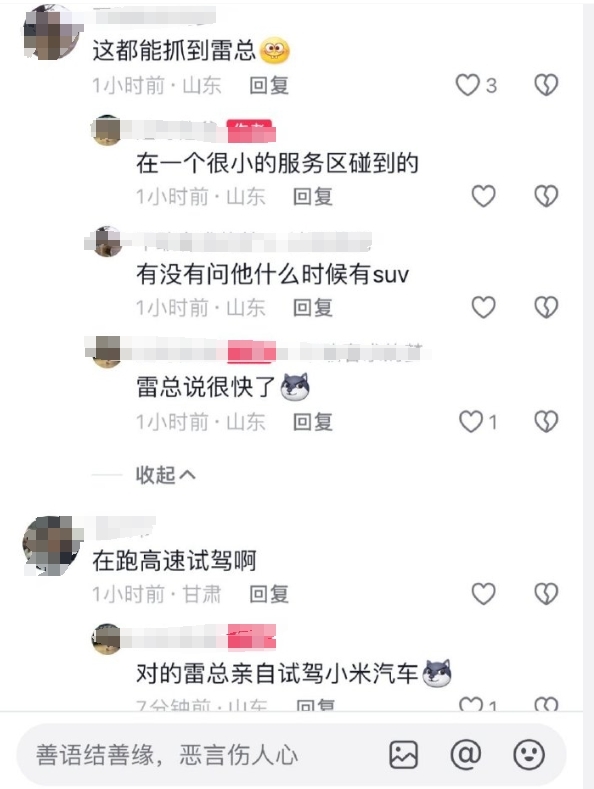 这都能抓到雷总
1小时前·山东 回复 3
作者
在一个很小的服务区碰到的
1小时前·山东 回复
有没有问他什么时候有suv
1小时前·山东 回复
雷总说很快了
1小时前·山东 回复 1
收起
在跑高速试驾啊
1小时前·甘肃 回复
对的雷总亲自试驾小米汽车
7分钟前·山东 回复 1
善语结善缘，恶言伤人心